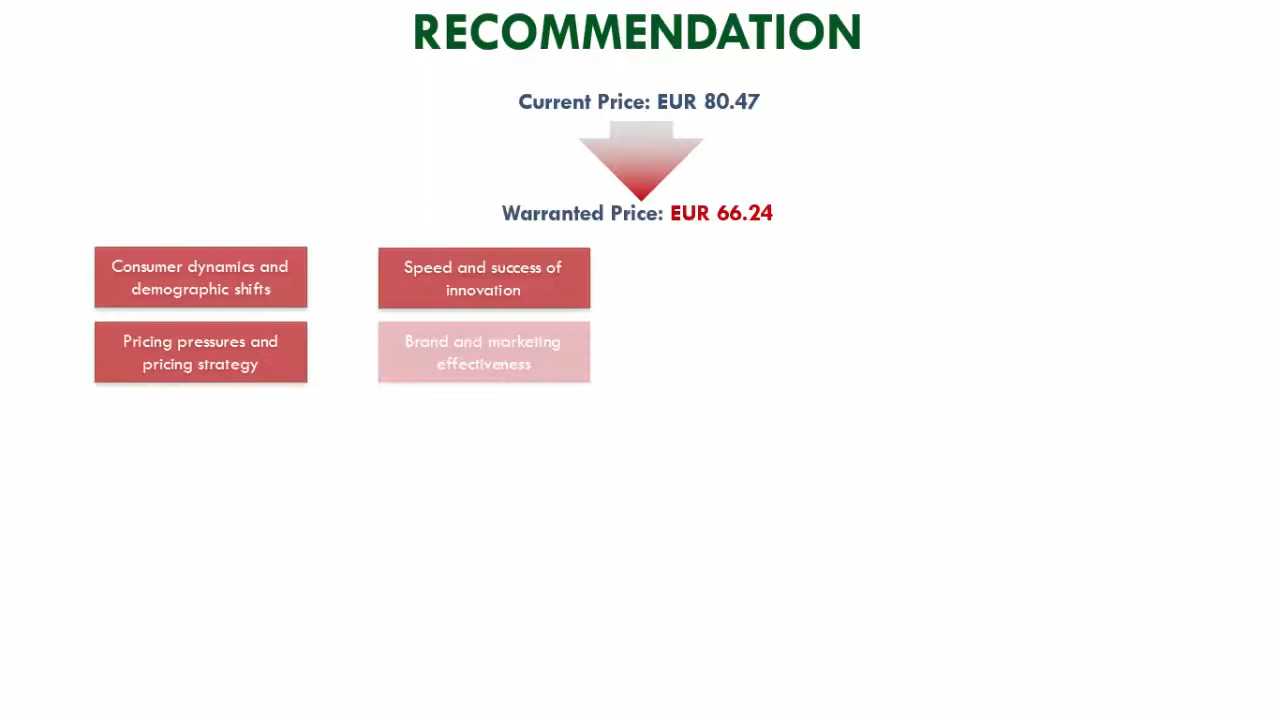 RECOMMENDATION
Current Price: EUR 80.47
Warranted Price: EUR 66.24
Consumer dynamics and
demographic shifts
Speed and success of
innovation
Pricing pressures and
pricing strategy
Brand and marketing
effectiveness